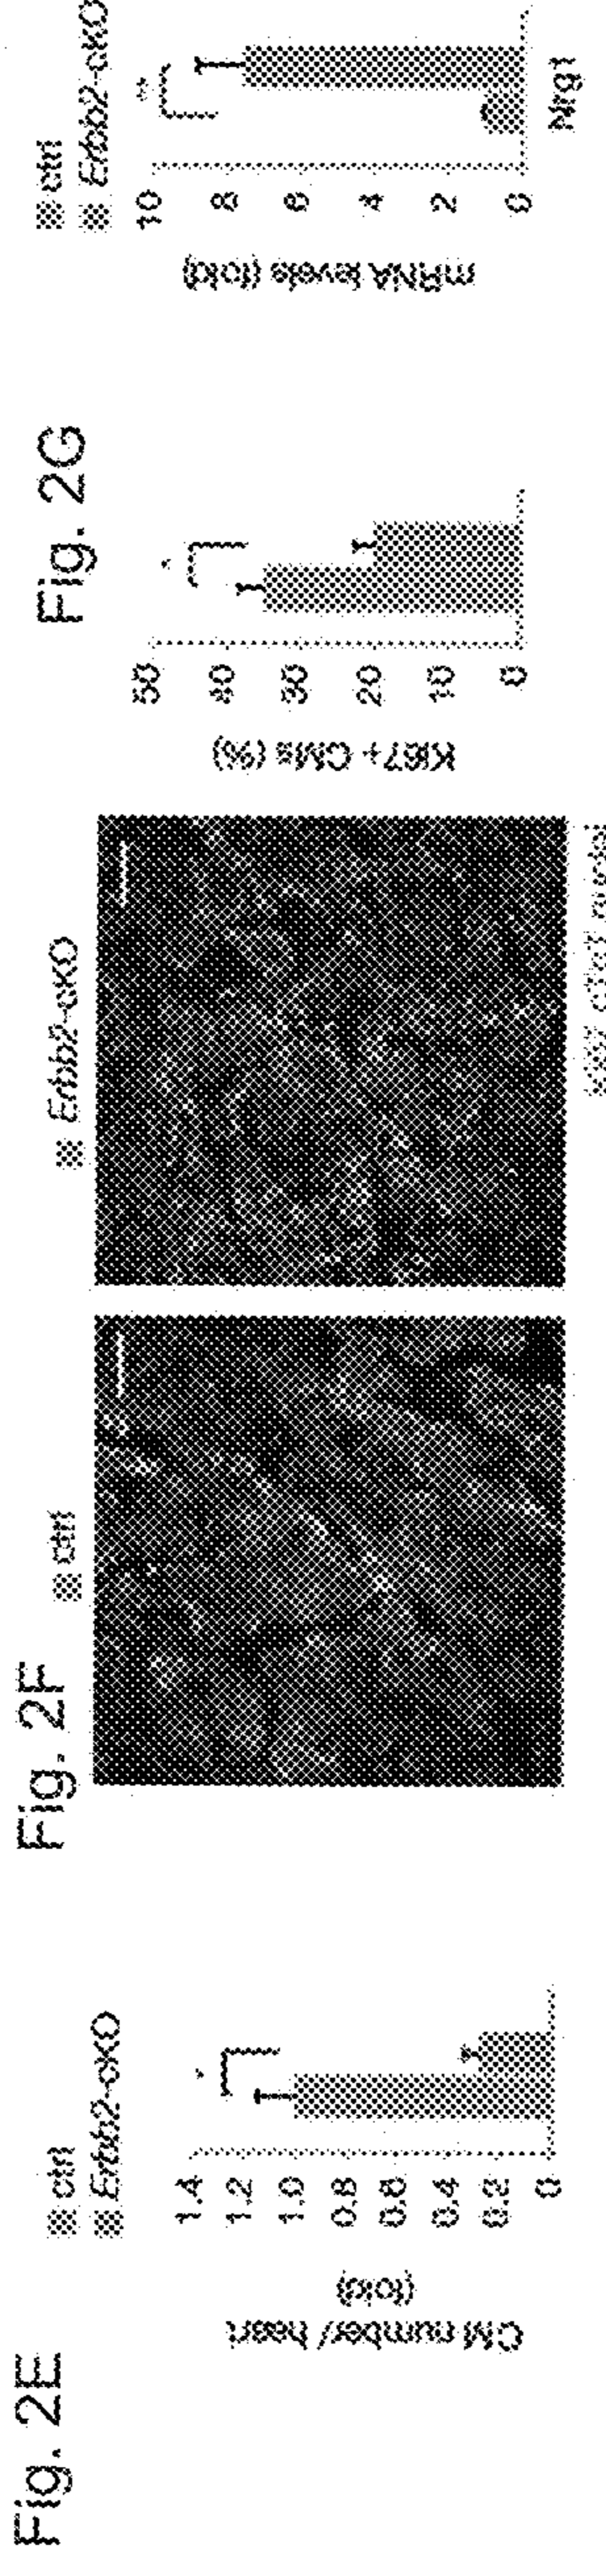 Fig. 2E
ctrl
Erbb2-cKO
CM number/ heart
(fold)
1.4
1.2
1.0
0.8
0.6
0.4
0.2
0
*
Fig. 2F
ctrl
Erbb2-cKO
Ki67+ CMs (%)
50
40
30
20
10
0
*
Fig. 2G
ctrl
Erbb2-cKO
mRNA levels (fold)
10
8
6
4
2
0
**
Nrg1